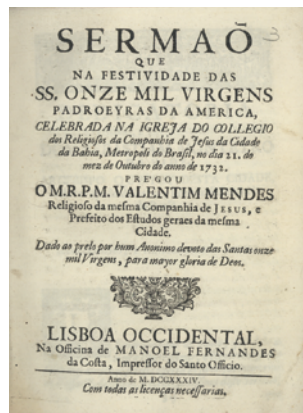 SERMAÕ
3
QUE
NA FESTIVIDADE DAS
SS. ONZE MIL VIRGENS
PADROEYRAS DA AMERICA,
CELEBRADA NA IGREJA DO COLLEGIO
dos Religiosos da Companhia de Jesus da Cidade
da Bahia, Metropoli do Brasil, no dia 21. do
mez de Outubro do anno de 1732.
PRE'GOU
O M.R.P.M. VALENTIM MENDES
Religioso da mesma Companhia de JESUS, e
Prefeito dos Estudos geraes da mesma
Cidade.
Dado ao prelo por hum Anonimo devoto das Santas onze
mil Virgens, para mayor gloria de Deos.
LISBOA OCCIDENTAL,
Na Officina de MANOEL FERNANDES
da Costa, Impressor do Santo Officio.
Anno de M. DCCXXXIV.
Com todas as licenças necessarias.